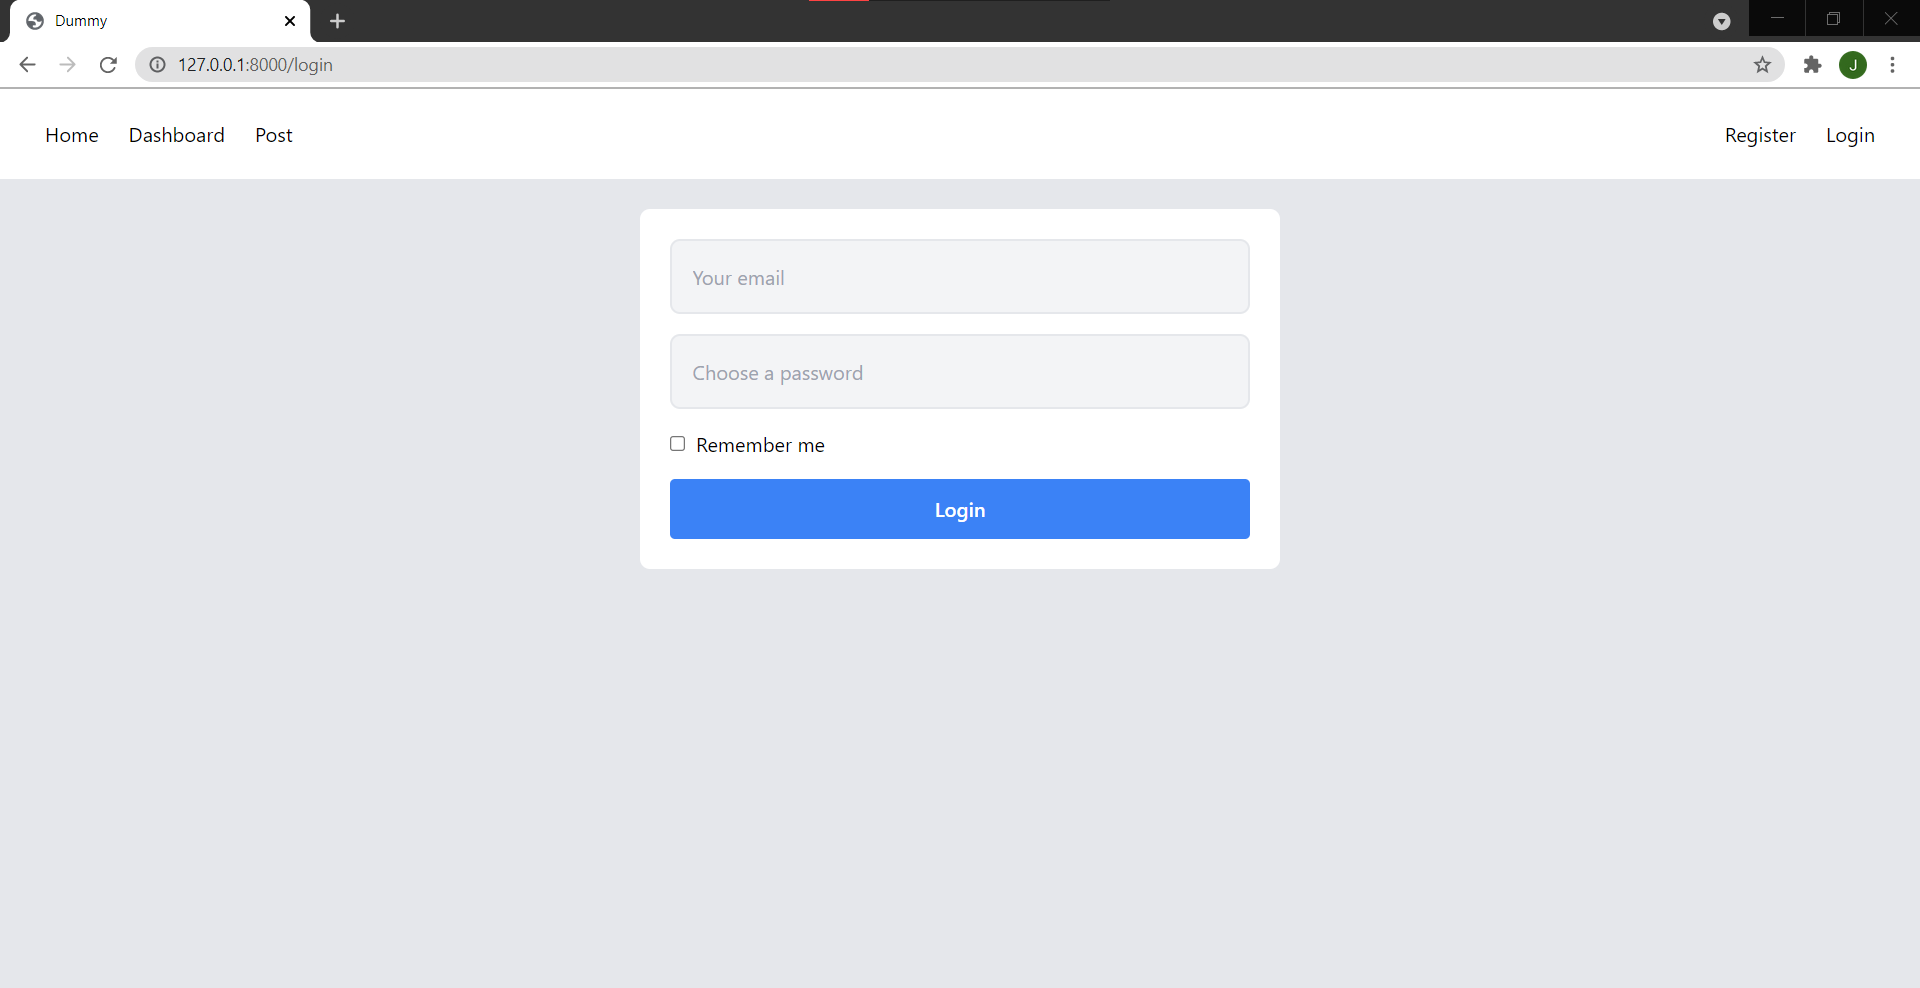 Dummy
127.0.0.1:8000/login
J
Home Dashboard Post Register Login
Your email
Choose a password
Remember me
Login